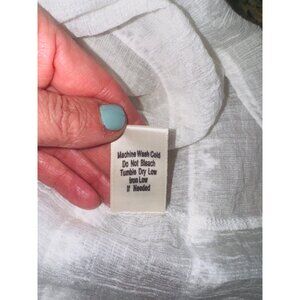 Machine Wash Cold
Do Not Bleach
Tumble Dry Low
Iron Low
If Needed